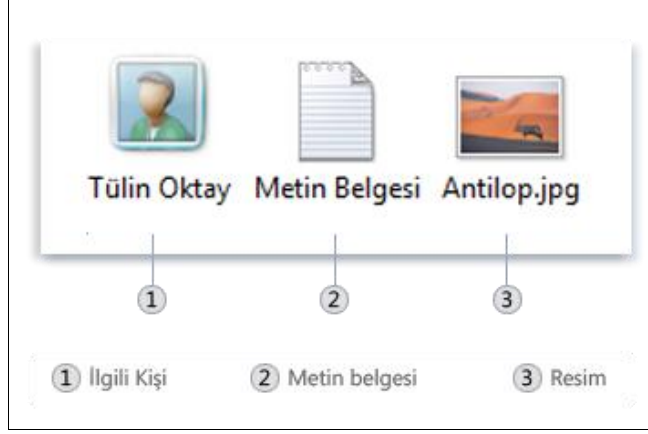 Tülin Oktay Metin Belgesi Antilop.jpg
1 2 3
1 İlgili Kişi 2 Metin belgesi 3 Resim